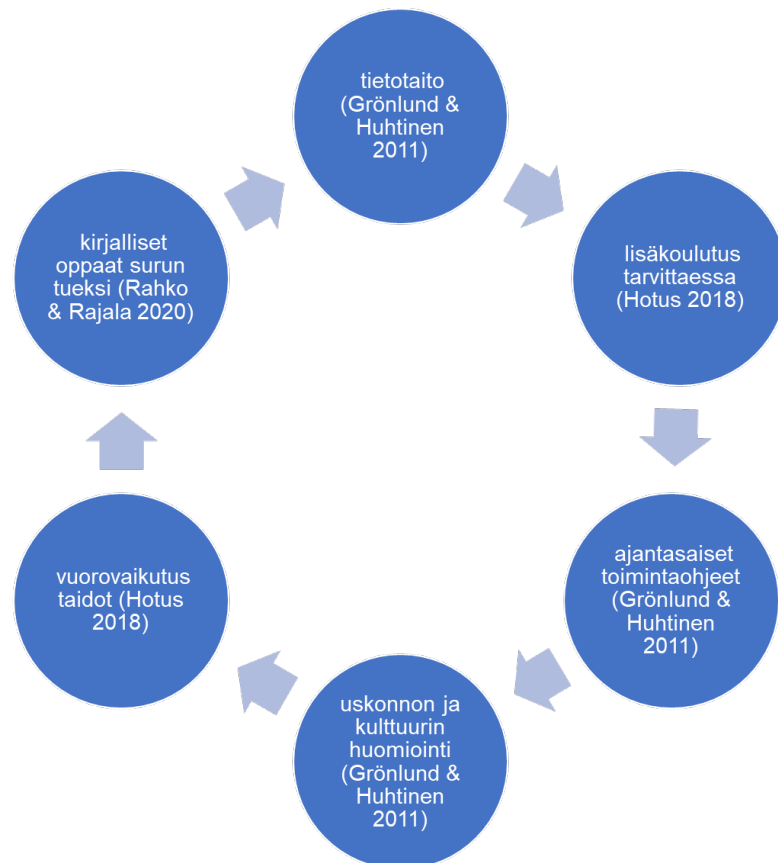 tietotaito
(Grönlund &
Huhtinen
2011)
lisäkoulutus
tarvittaessa
(Hotus 2018)
ajantasaiset
toimintaohjeet
(Grönlund &
Huhtinen
2011)
uskonnon ja
kulttuurin
huomiointi
(Grönlund &
Huhtinen
2011)
vuorovaikutus
taidot (Hotus
2018)
kirjalliset
oppaat surun
tueksi (Rahko
& Rajala 2020)